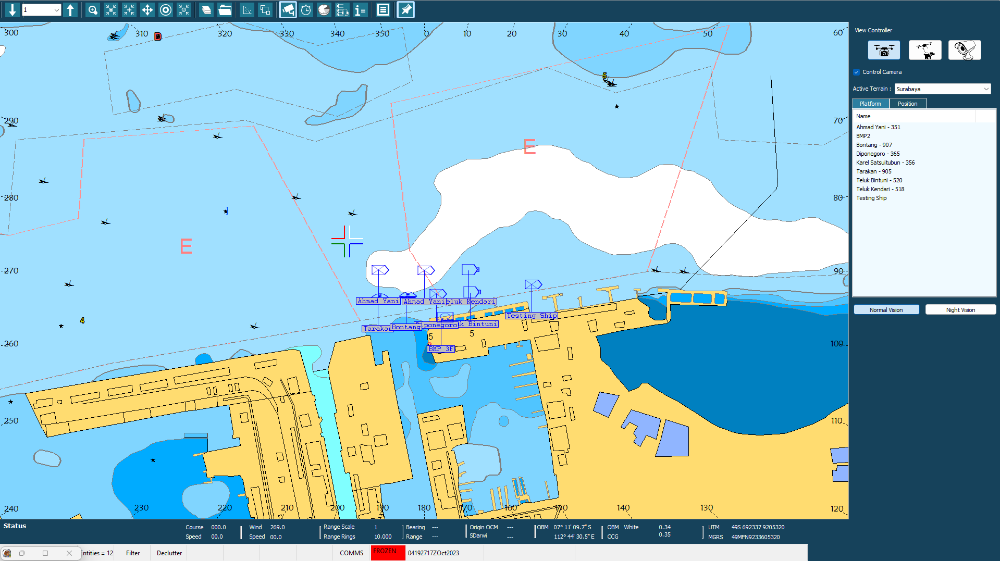 1
300
310
D
320
330
340
350
0
10
20
30
40
50
60
290
70
280
80
270
90
260
100
250
110
240
230
220
210
200
190
180
170
160
150
140
130
120
5
E
E
4
Ahmad Yani
Ahmad Yani
eluk Kendari
Testing Ship
Tarakan
Bontang
ponegoro
k Bintuni
5
5
BMP 3F
View Controller
Control Camera
Active Terrain :
Surabaya
Platform
Position
Name
Ahmad Yani - 351
BMP2
Bontang - 907
Diponegoro - 365
Karel Satsuitubun - 356
Tarakan - 905
Teluk Bintuni - 520
Teluk Kendari - 518
Testing Ship
Normal Vision
Night Vision
Status
Course 000.0
Speed 00.0
Wind 269.0
Speed 00.0
Range Scale 1
Range Rings 10.000
Bearing ---
Range ---
Origin OCM ---
SDarwi ---
OBM 07° 11' 09.7" S
112° 44' 30.5" E
OBM White 0.34
CCG 0.35
UTM 49S 692337 9205320
MGRS 49MFN9233605320
Entities = 12
Filter
Declutter
COMMS
FROZEN
04192717ZOct2023